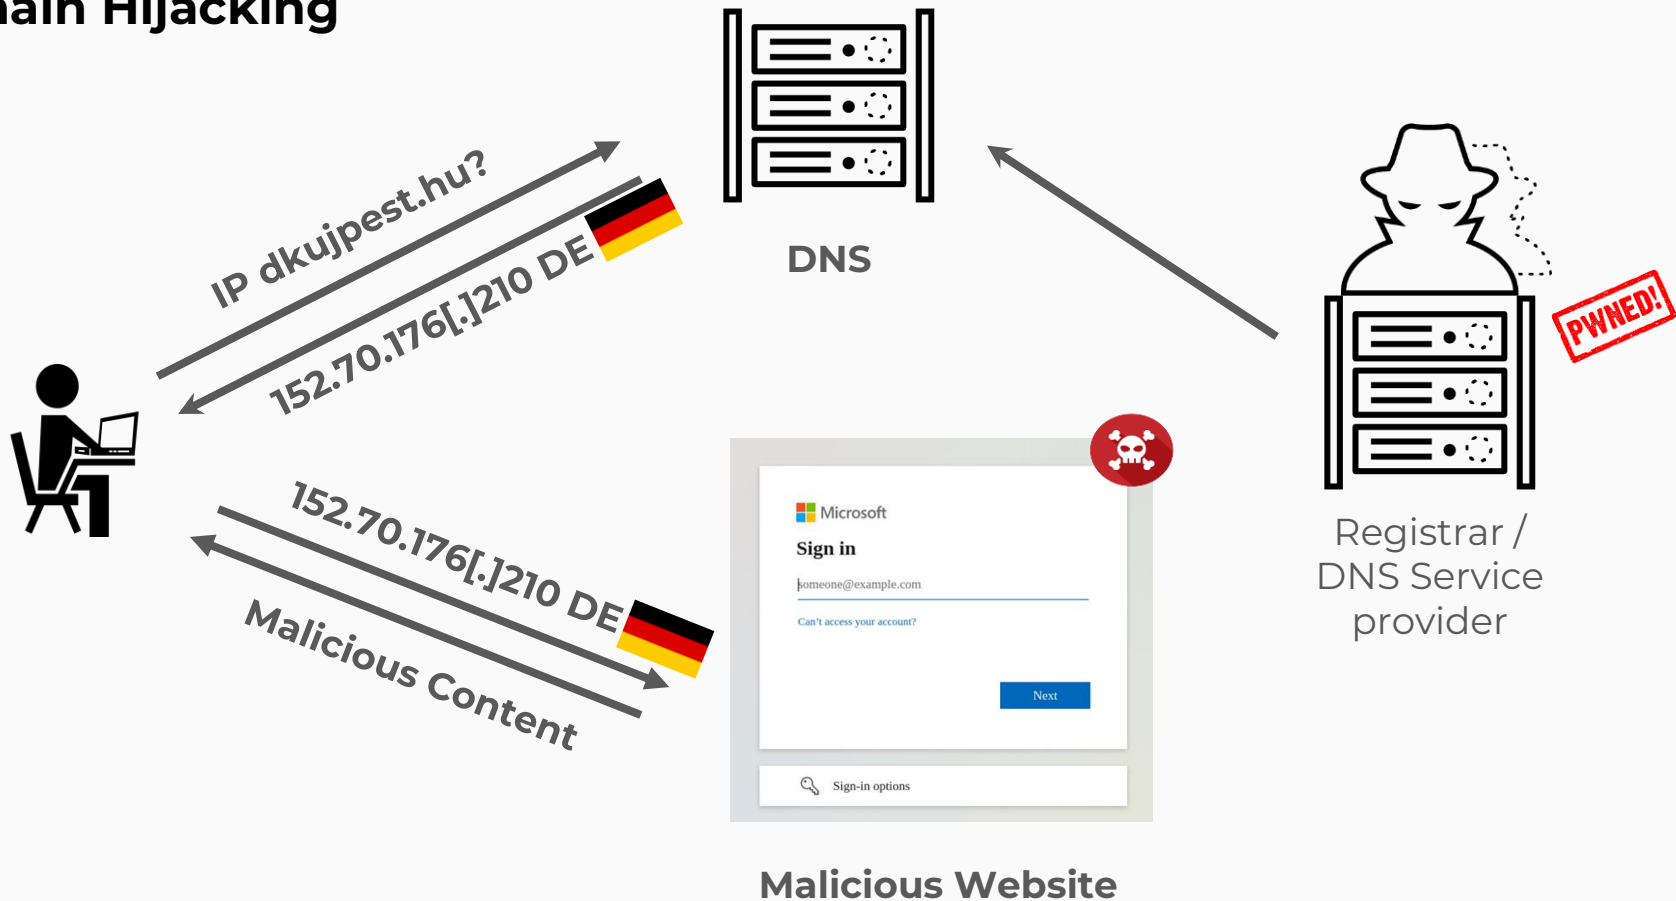 main Hijacking
IP dkujpest.hu?
152.70.176[.]210 DE
DNS
PWNED!
152.70.176[.]210 DE
Malicious Content
Microsoft
Sign in
someone@example.com
Can't access your account?
Next
Sign-in options
Registrar /
DNS Service
provider
Malicious Website